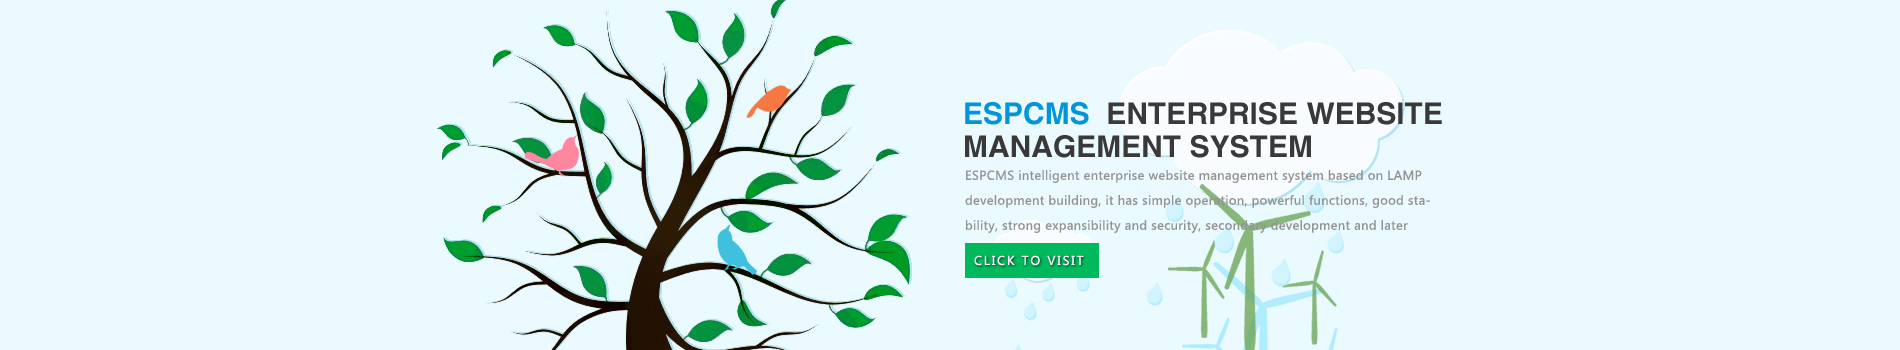 ESPCMS ENTERPRISE WEBSITE
MANAGEMENT SYSTEM
ESPCMS intelligent enterprise website management system based on LAMP
development building, it has simple operation, powerful functions, good sta-
bility, strong expansibility and security, secondary development and later
CLICK TO VISIT